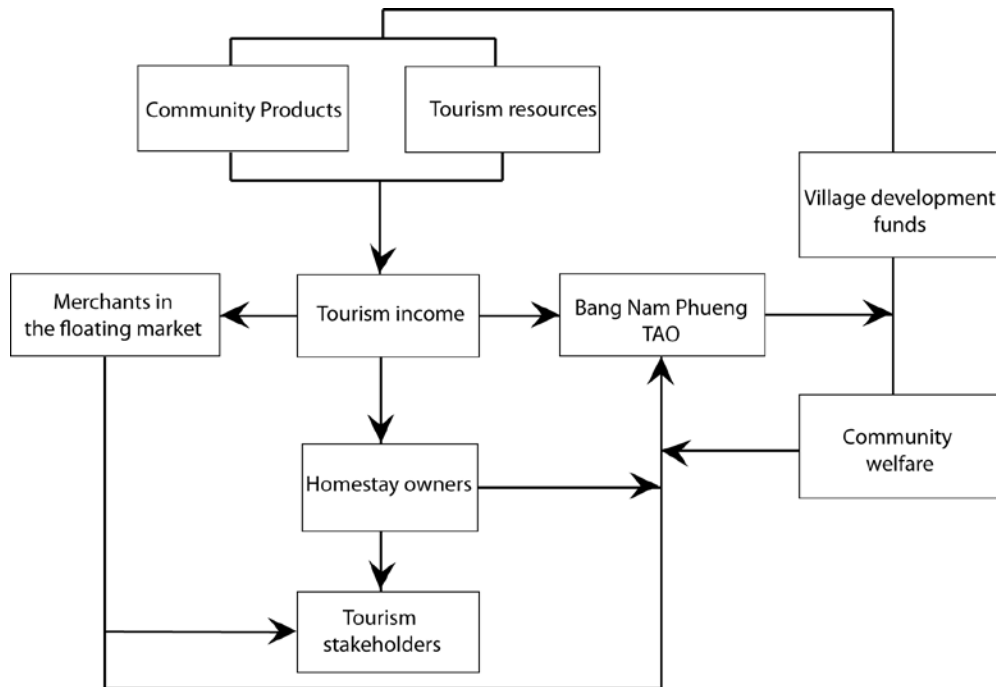 Community Products
Tourism resources
Village development
funds
Merchants in
the floating market
Tourism income
Bang Nam Phueng
TAO
Community
welfare
Homestay owners
Tourism
stakeholders